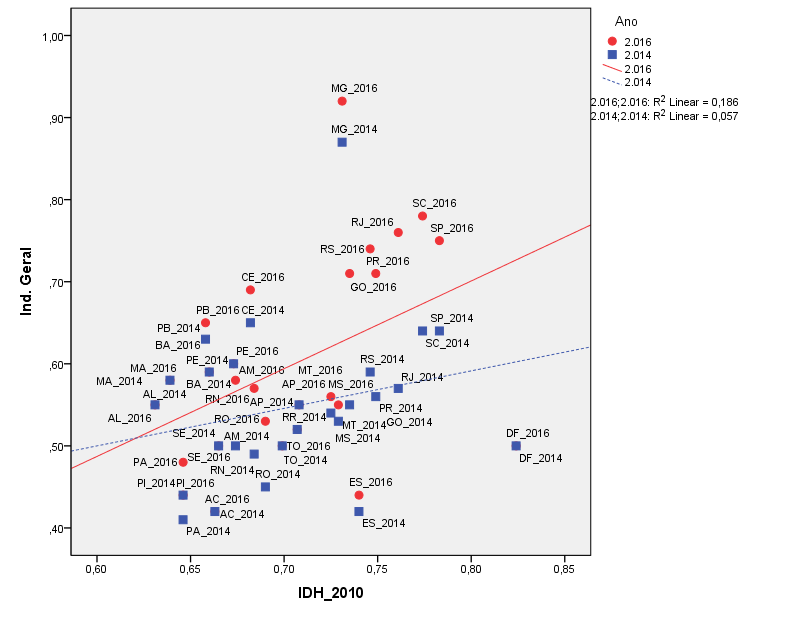 Ano
2.016
2.014
2.016
2.014
2.016;2.016: R2 Linear = 0,186
2.014;2.014: R2 Linear = 0,057
Ind. Geral
1,00
,90
,80
,70
,60
,50
,40
MG_2016
MG_2014
SC_2016
RJ_2016
SP_2016
RS_2016
PR_2016
GO_2016
CE_2016
PB_2016
CE_2014
PB_2014
SP_2014
SC_2014
BA_2016
PE_2016
PE_2014
RS_2014
MA_2016
AM_2016
MT_2016
RJ_2014
MA_2014
BA_2014
AP_2016
MS_2016
AL_2014
RN_2016
AP_2014
PR_2014
AL_2016
RO_2016
RR_2014
MT_2014
GO_2014
SE_2014
AM_2014
MS_2014
DF_2016
TO_2016
PA_2016
SE_2016
TO_2014
DF_2014
RN_2014
RO_2014
PI_2014
PI_2016
ES_2016
AC_2016
AC_2014
ES_2014
PA_2014
0,60
0,65
0,70
0,75
0,80
0,85
IDH_2010